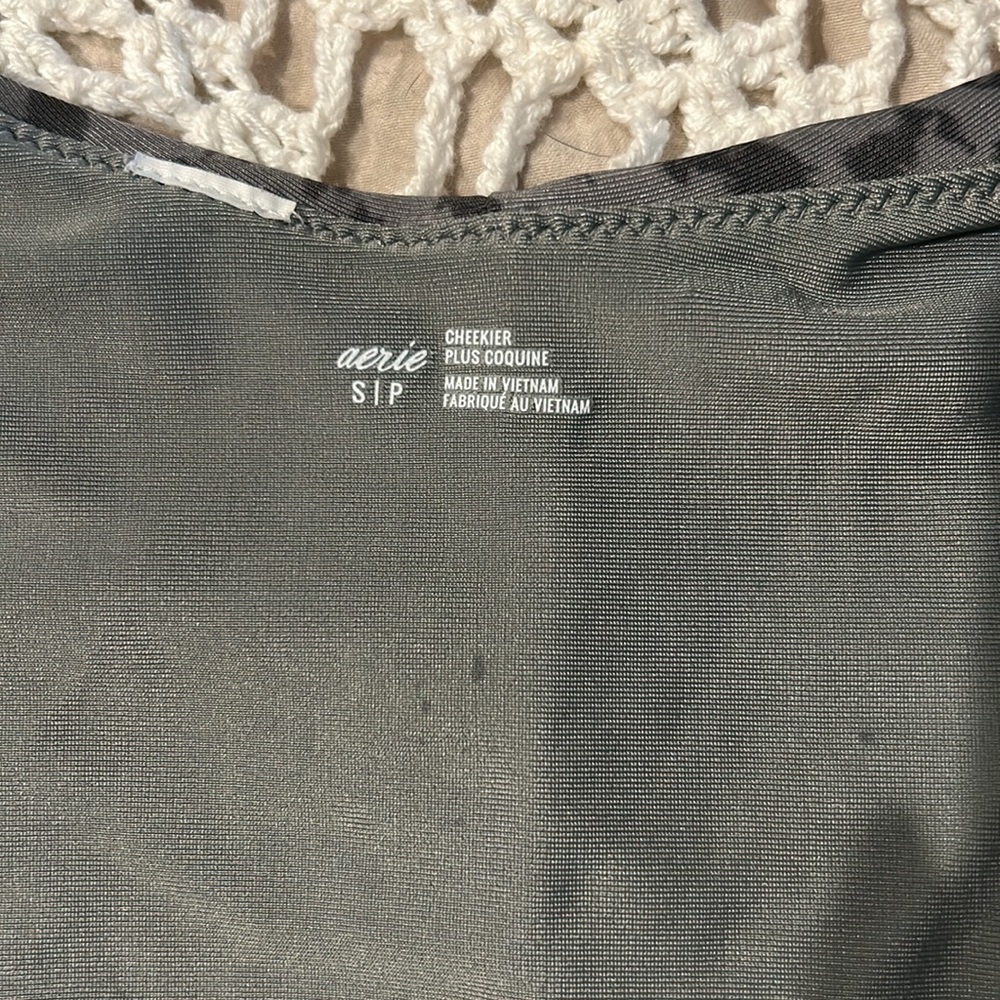 aerie
S|P
CHEEKIER
PLUS COQUINE
MADE IN VIETNAM
FABRIQUÉ AU VIETNAM